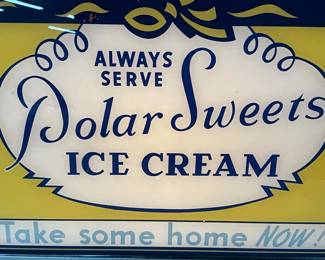 ALWAYS
SERVE
Polar Sweets
ICE CREAM
Take some home NOW!